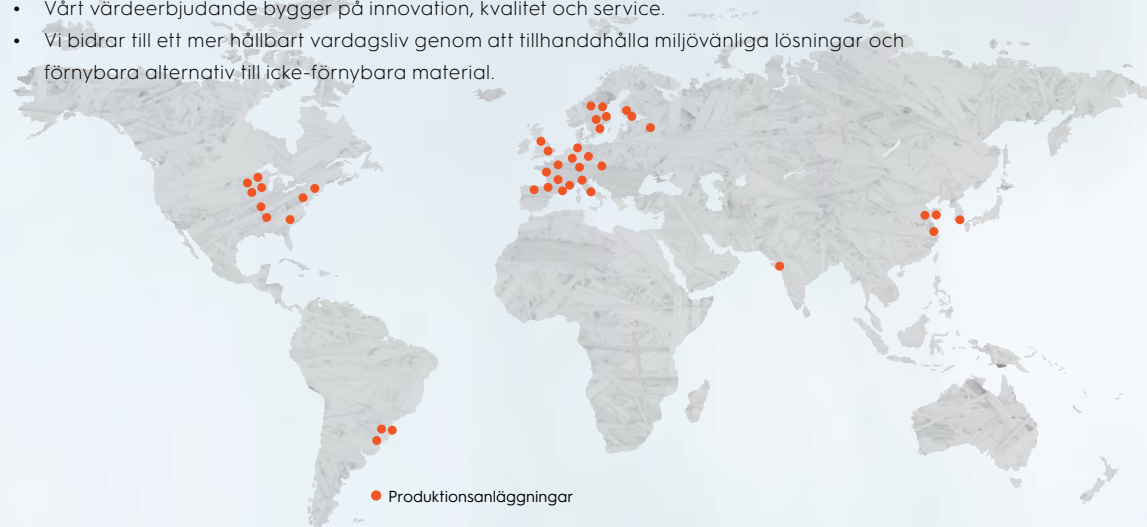 • Vårt värdeerbjudande bygger på innovation, kvalitet och service.
• Vi bidrar till ett mer hållbart vardagsliv genom att tillhandahålla miljövänliga lösningar och
förnybara alternativ till icke-förnybara material.
Produktionsanläggningar